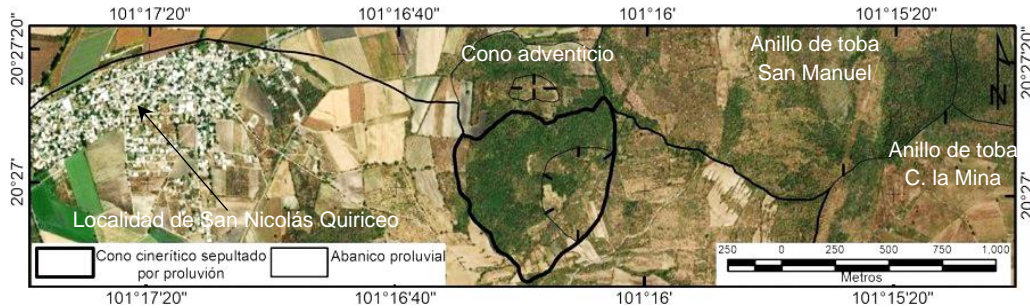 101°17'20"
101°16'40"
101°16'
101°15'20"
20°27'20"
20°27'20"
Cono adventicio
Anillo de toba
San Manuel
N
20°27'
20°27'
Anillo de toba
C. la Mina
Localidad de San Nicolás Quiriceo
Cono cinerítico sepultado
por proluvión
Abanico proluvial
250 0 250 500 750 1,000
Metros
101°17'20"
101°16'40"
101°16'
101°15'20"